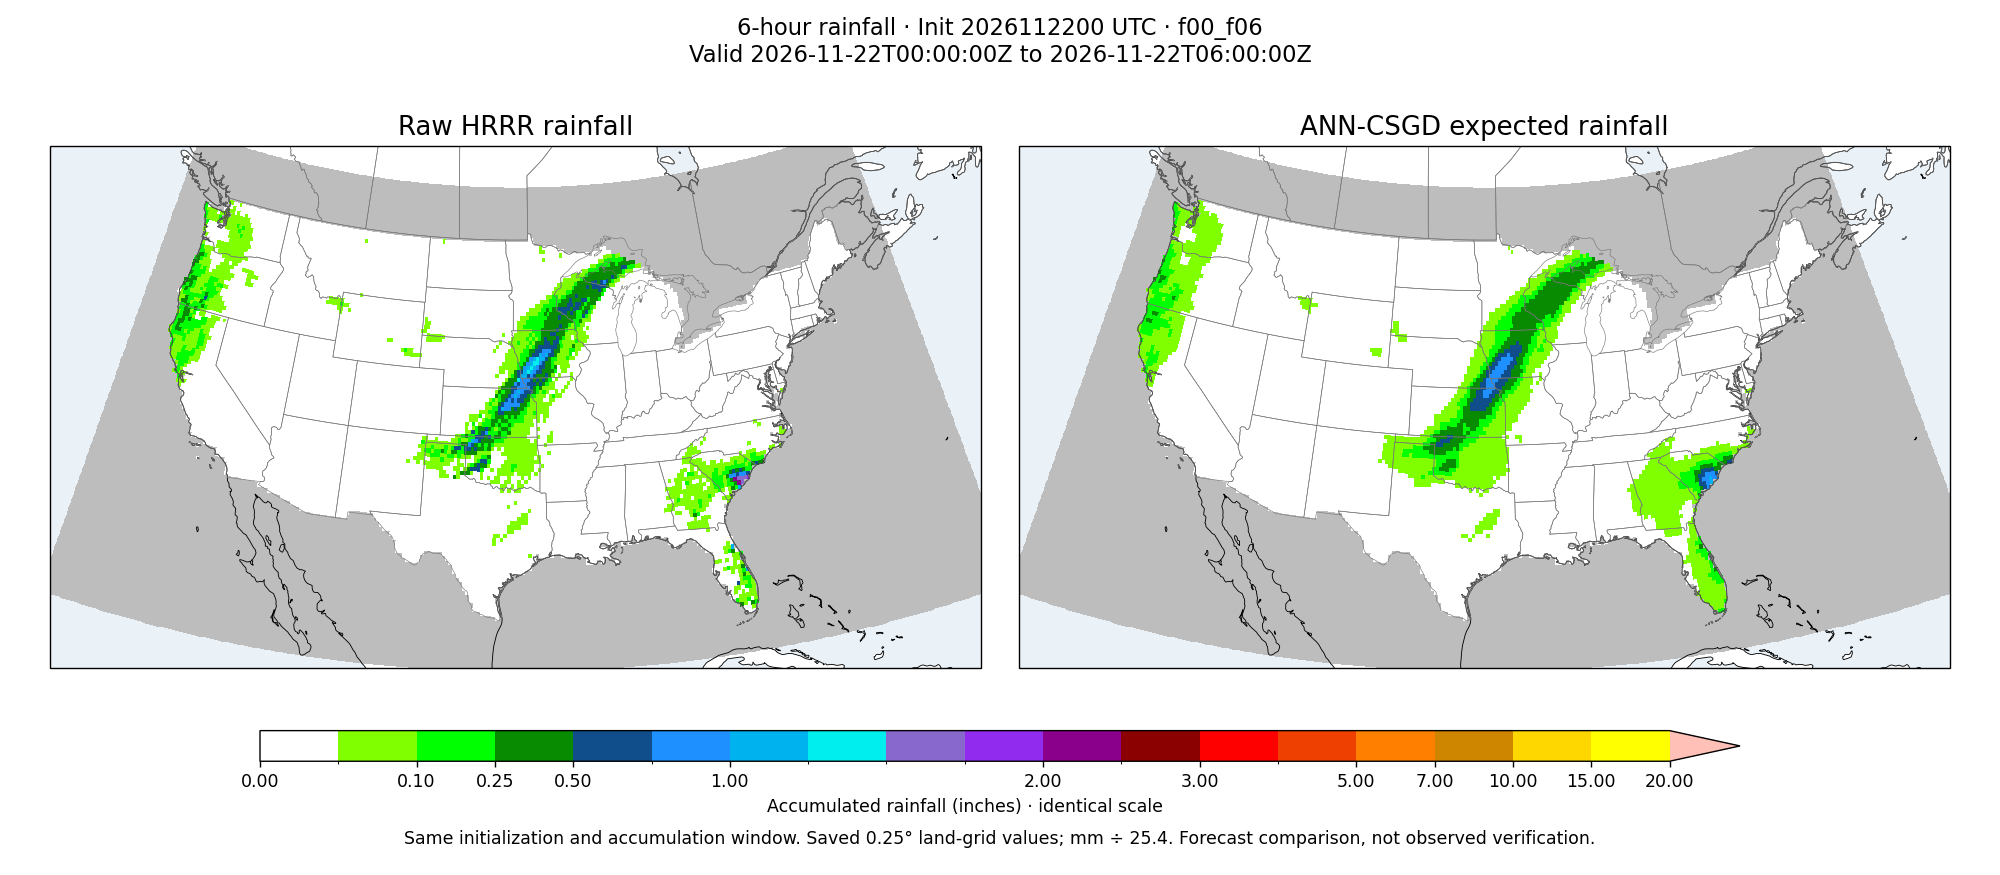 6-hour rainfall · Init 2026112200 UTC · f00_f06
Valid 2026-11-22T00:00:00Z to 2026-11-22T06:00:00Z
Raw HRRR rainfall
ANN-CSGD expected rainfall
0.00 0.10 0.25 0.50 1.00 2.00 3.00 5.00 7.00 10.00 15.00 20.00
Accumulated rainfall (inches) · identical scale
Same initialization and accumulation window. Saved 0.25° land-grid values; mm ÷ 25.4. Forecast comparison, not observed verification.